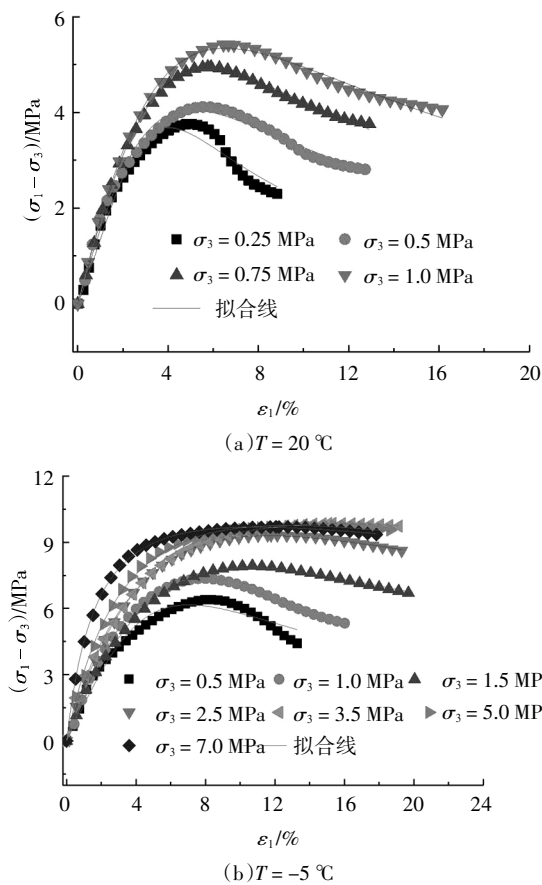 6
4
2
0
(σ₁ − σ₃)/MPa
σ₃ = 0.25 MPa σ₃ = 0.5 MPa
σ₃ = 0.75 MPa σ₃ = 1.0 MPa
拟合线
0 4 8 12 16 20
ε₁/%
(a)T = 20 ℃
12
9
6
3
0
(σ₁ − σ₃)/MPa
σ₃ = 0.5 MPa σ₃ = 1.0 MPa σ₃ = 1.5 MP
σ₃ = 2.5 MPa σ₃ = 3.5 MPa σ₃ = 5.0 MP
σ₃ = 7.0 MPa 拟合线
0 4 8 12 16 20 24
ε₁/%
(b)T = −5 ℃